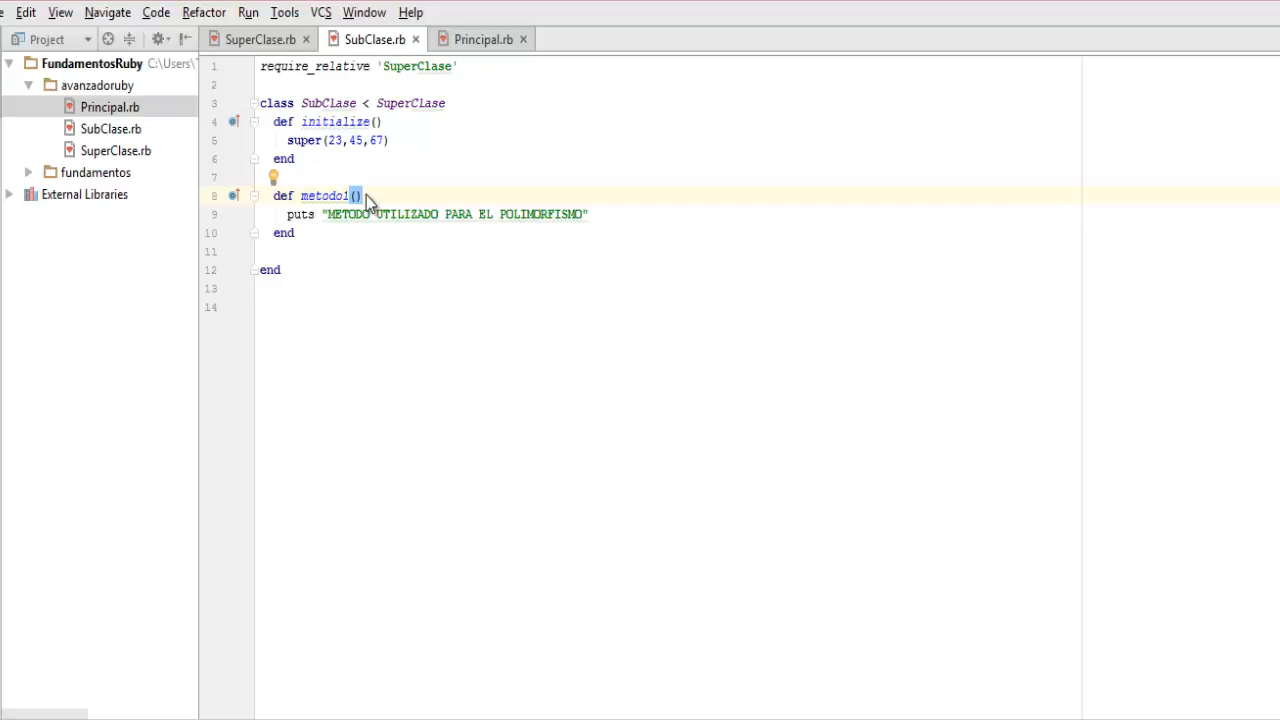 Edit View Navigate Code Refactor Run Tools VCS Window Help
Project SuperClase.rb SubClase.rb Principal.rb
FundamentosRuby C:\Users\
avanzadoruby
Principal.rb
SubClase.rb
SuperClase.rb
fundamentos
External Libraries
1 require_relative 'SuperClase'
2
3 class SubClase < SuperClase
4 def initialize()
5 super(23,45,67)
6 end
7
8 def metodo1()
9 puts "METODO UTILIZADO PARA EL POLIMORFISMO"
10 end
11
12 end
13
14